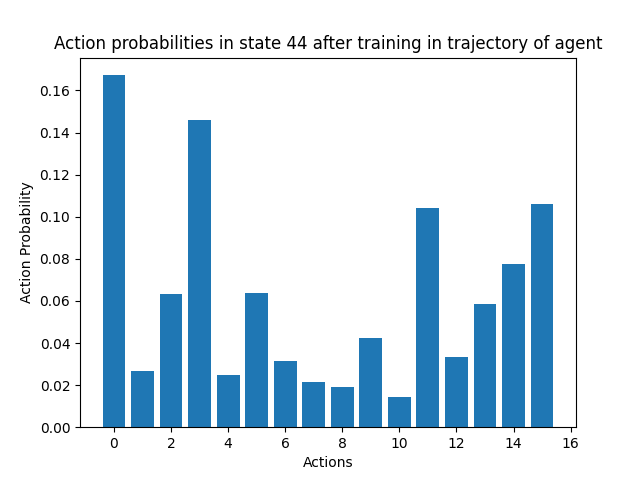 Action probabilities in state 44 after training in trajectory of agent
0.16
0.14
0.12
0.10
0.08
0.06
0.04
0.02
0.00
Action Probability
0 2 4 6 8 10 12 14 16
Actions